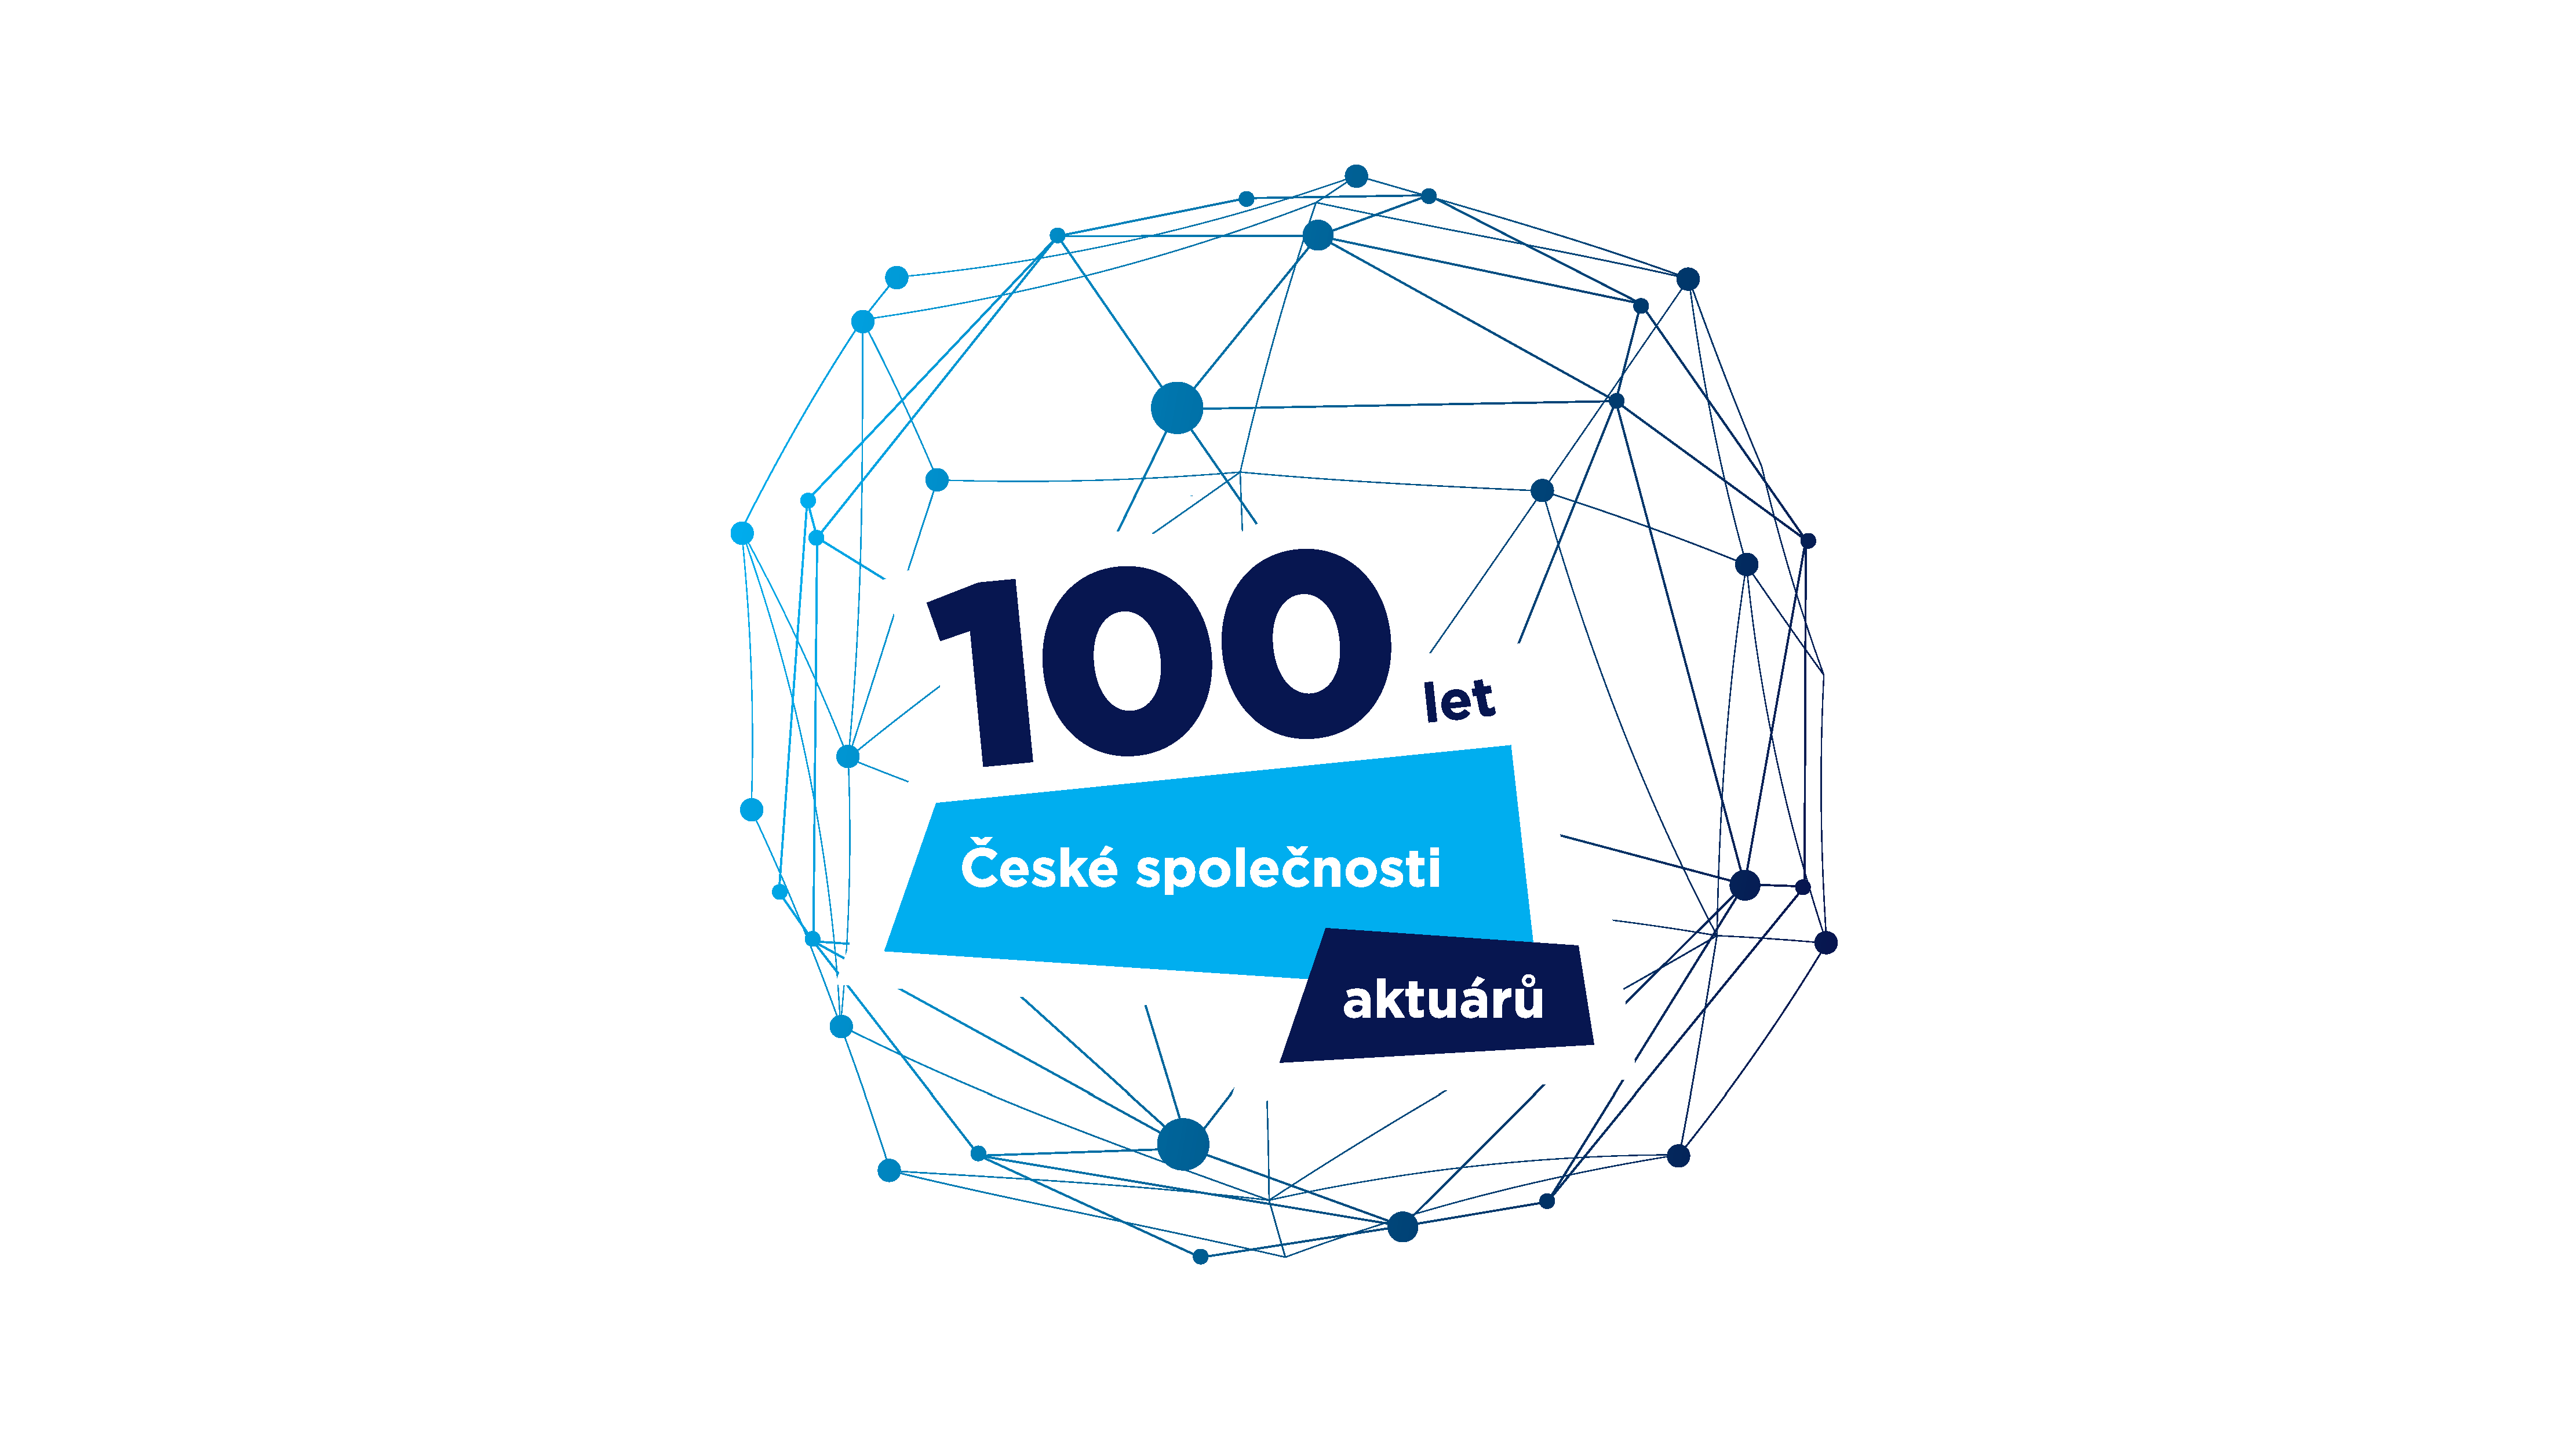 100 let
České společnosti
aktuárů